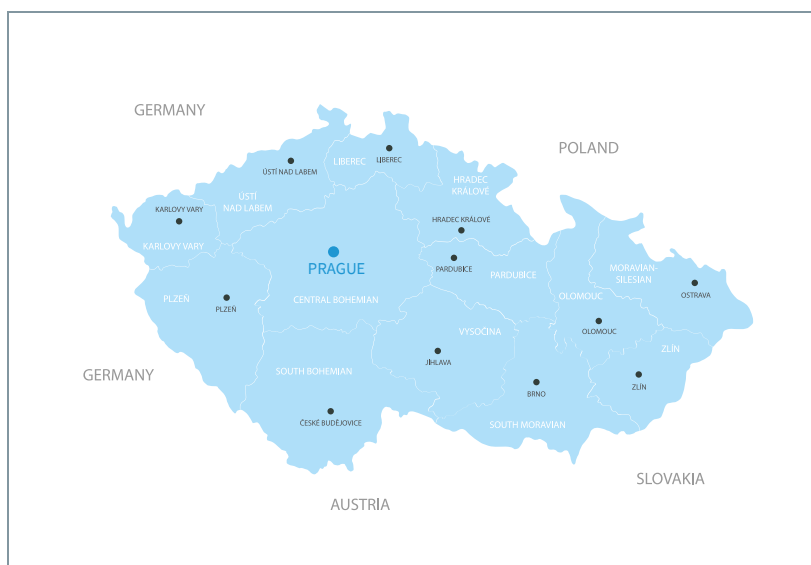 GERMANY
POLAND
LIBEREC
LIBEREC
ÚSTÍ NAD LABEM
HRADEC
KRÁLOVÉ
ÚSTÍ
NAD LABEM
KARLOVY VARY
HRADEC KRÁLOVÉ
KARLOVY VARY
PRAGUE
PARDUBICE
PARDUBICE
MORAVIAN-
SILESIAN
OSTRAVA
PLZEŇ
PLZEŇ
CENTRAL BOHEMIAN
OLOMOUC
OLOMOUC
VYSOČINA
ZLÍN
JIHLAVA
GERMANY
SOUTH BOHEMIAN
ZLÍN
BRNO
ČESKÉ BUDĚJOVICE
SOUTH MORAVIAN
SLOVAKIA
AUSTRIA